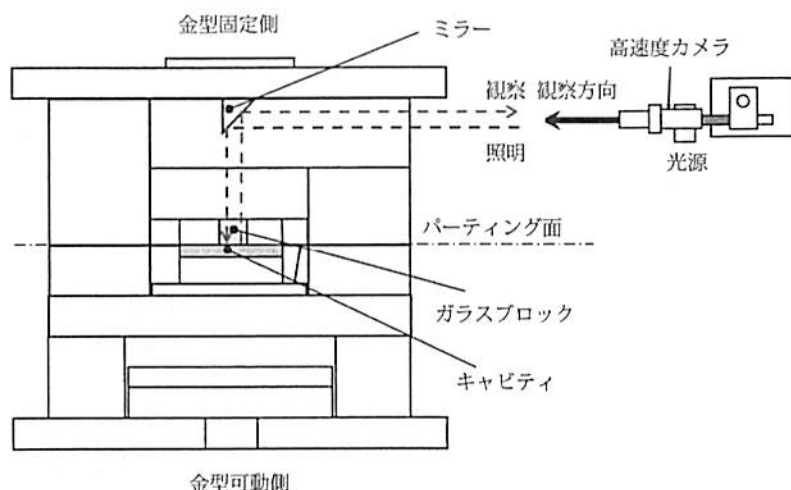 金型固定側
ミラー
高速度カメラ
観察 観察方向
照明
光源
パーティング面
ガラスブロック
キャビティ
金型可動側